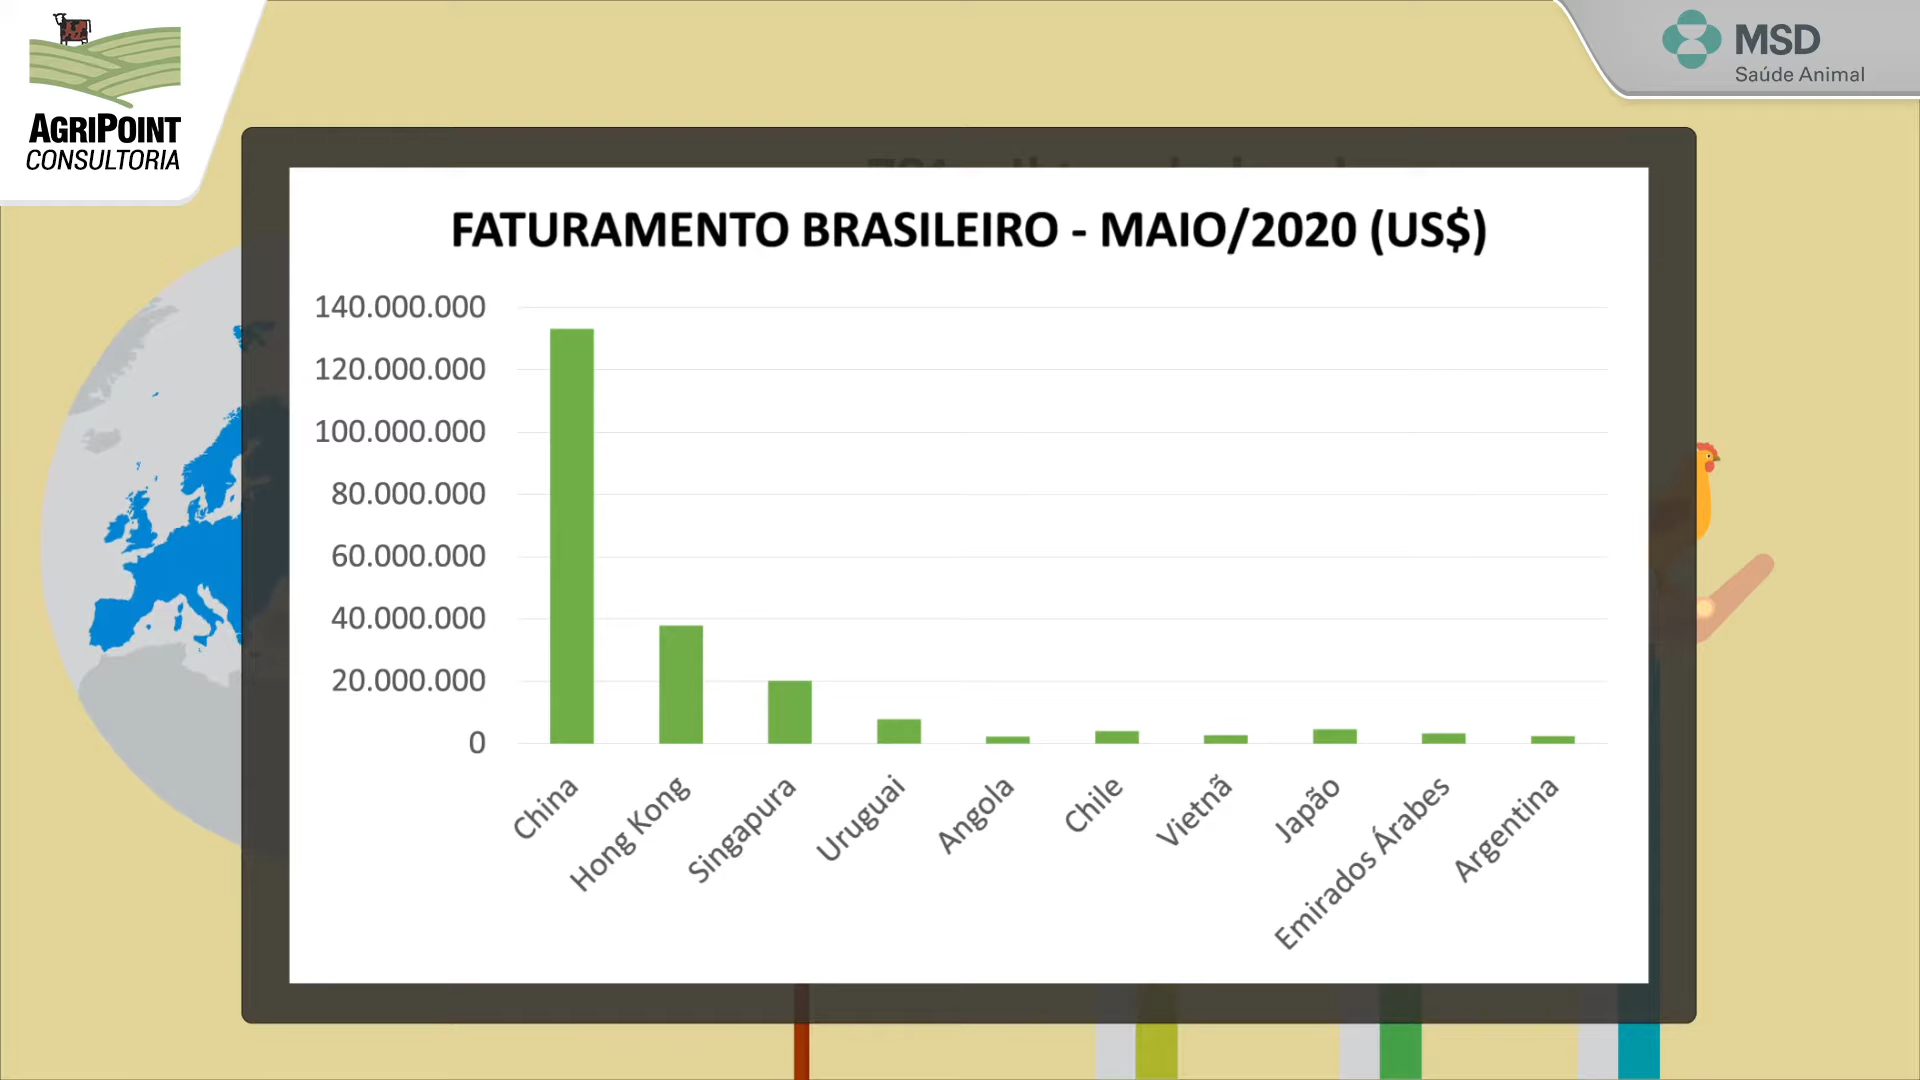 AGRIPOINT
CONSULTORIA
MSD
Saúde Animal
FATURAMENTO BRASILEIRO - MAIO/2020 (US$)
140.000.000
120.000.000
100.000.000
80.000.000
60.000.000
40.000.000
20.000.000
0
China
Hong Kong
Singapura
Uruguai
Angola
Chile
Vietnã
Japão
Emirados Árabes
Argentina